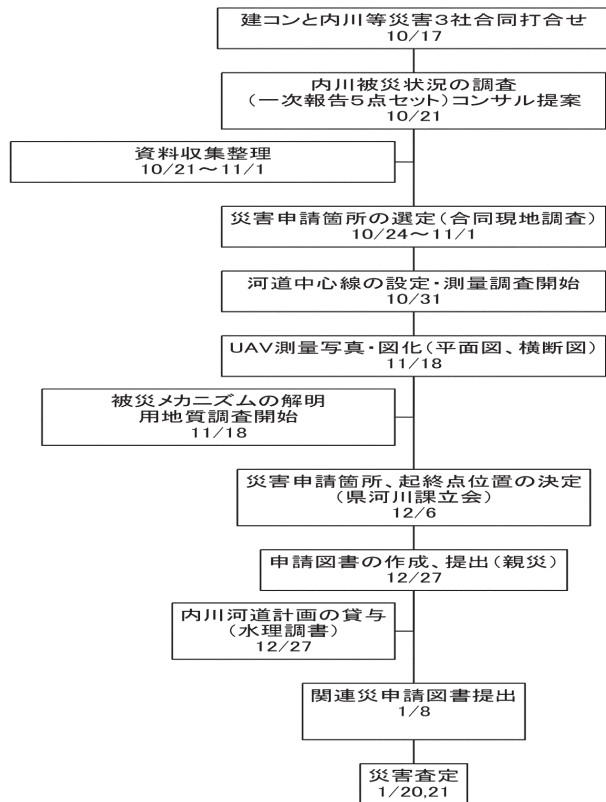 建コンと内川等災害３社合同打合せ
10/17
内川被災状況の調査
(一次報告５点セット)コンサル提案
10/21
資料収集整理
10/21～11/1
災害申請箇所の選定(合同現地調査)
10/24～11/1
河道中心線の設定・測量調査開始
10/31
UAV測量写真・図化(平面図、横断図)
11/18
被災メカニズムの解明
用地質調査開始
11/18
災害申請箇所、起終点位置の決定
(県河川課立会)
12/6
申請図書の作成、提出(親災)
12/27
内川河道計画の貸与
(水理調書)
12/27
関連災申請図書提出
1/8
災害査定
1/20,21